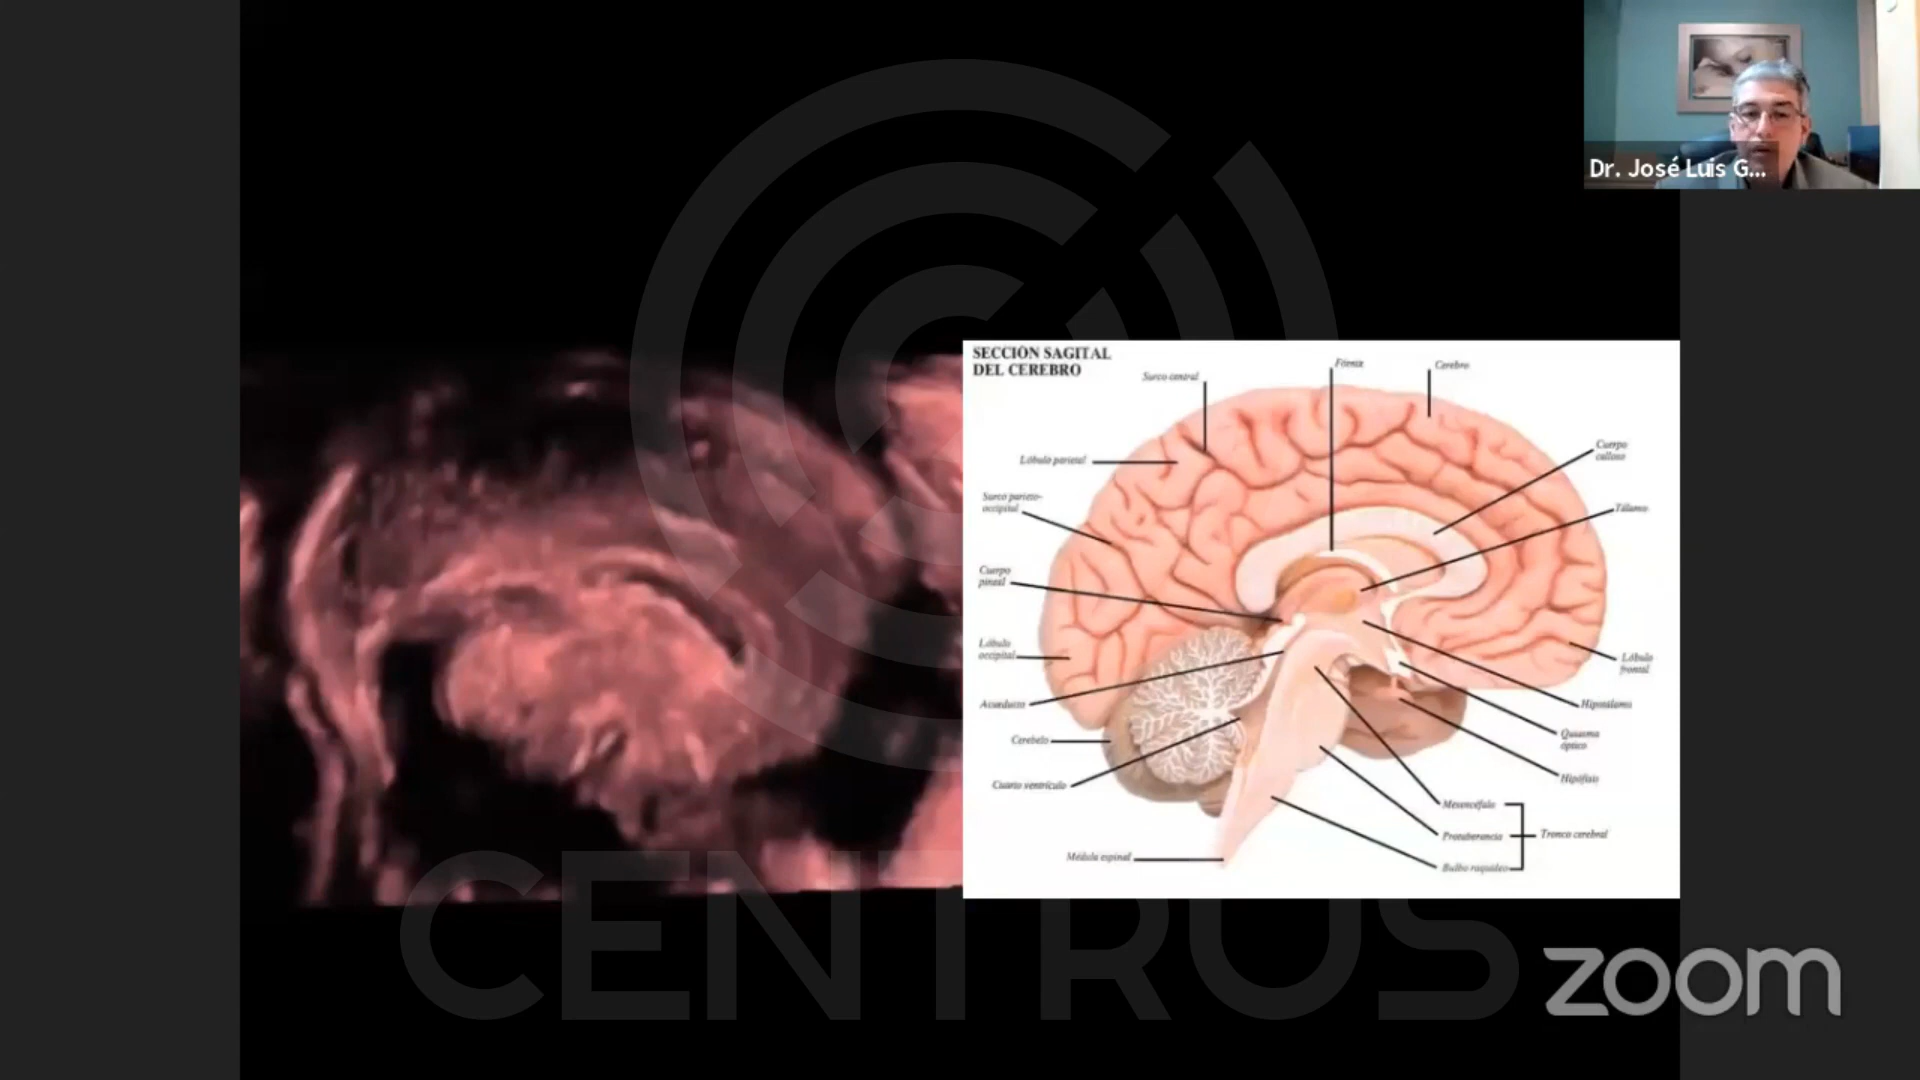 Dr. José Luis G...
SECCIÓN SAGITAL
DEL CEREBRO
Surco central
Fórnix
Cerebro
Lóbulo parietal
Cuerpo
calloso
Surco parieto-
occipital
Tálamo
Cuerpo
pineal
Lóbulo
occipital
Lóbulo
frontal
Acueducto
Hipotálamo
Cerebelo
Quiasma
óptico
Cuarto ventrículo
Hipófisis
Mesencéfalo
Protuberancia
Tronco cerebral
Médula espinal
Bulbo raquídeo
CENTRUS
zoom